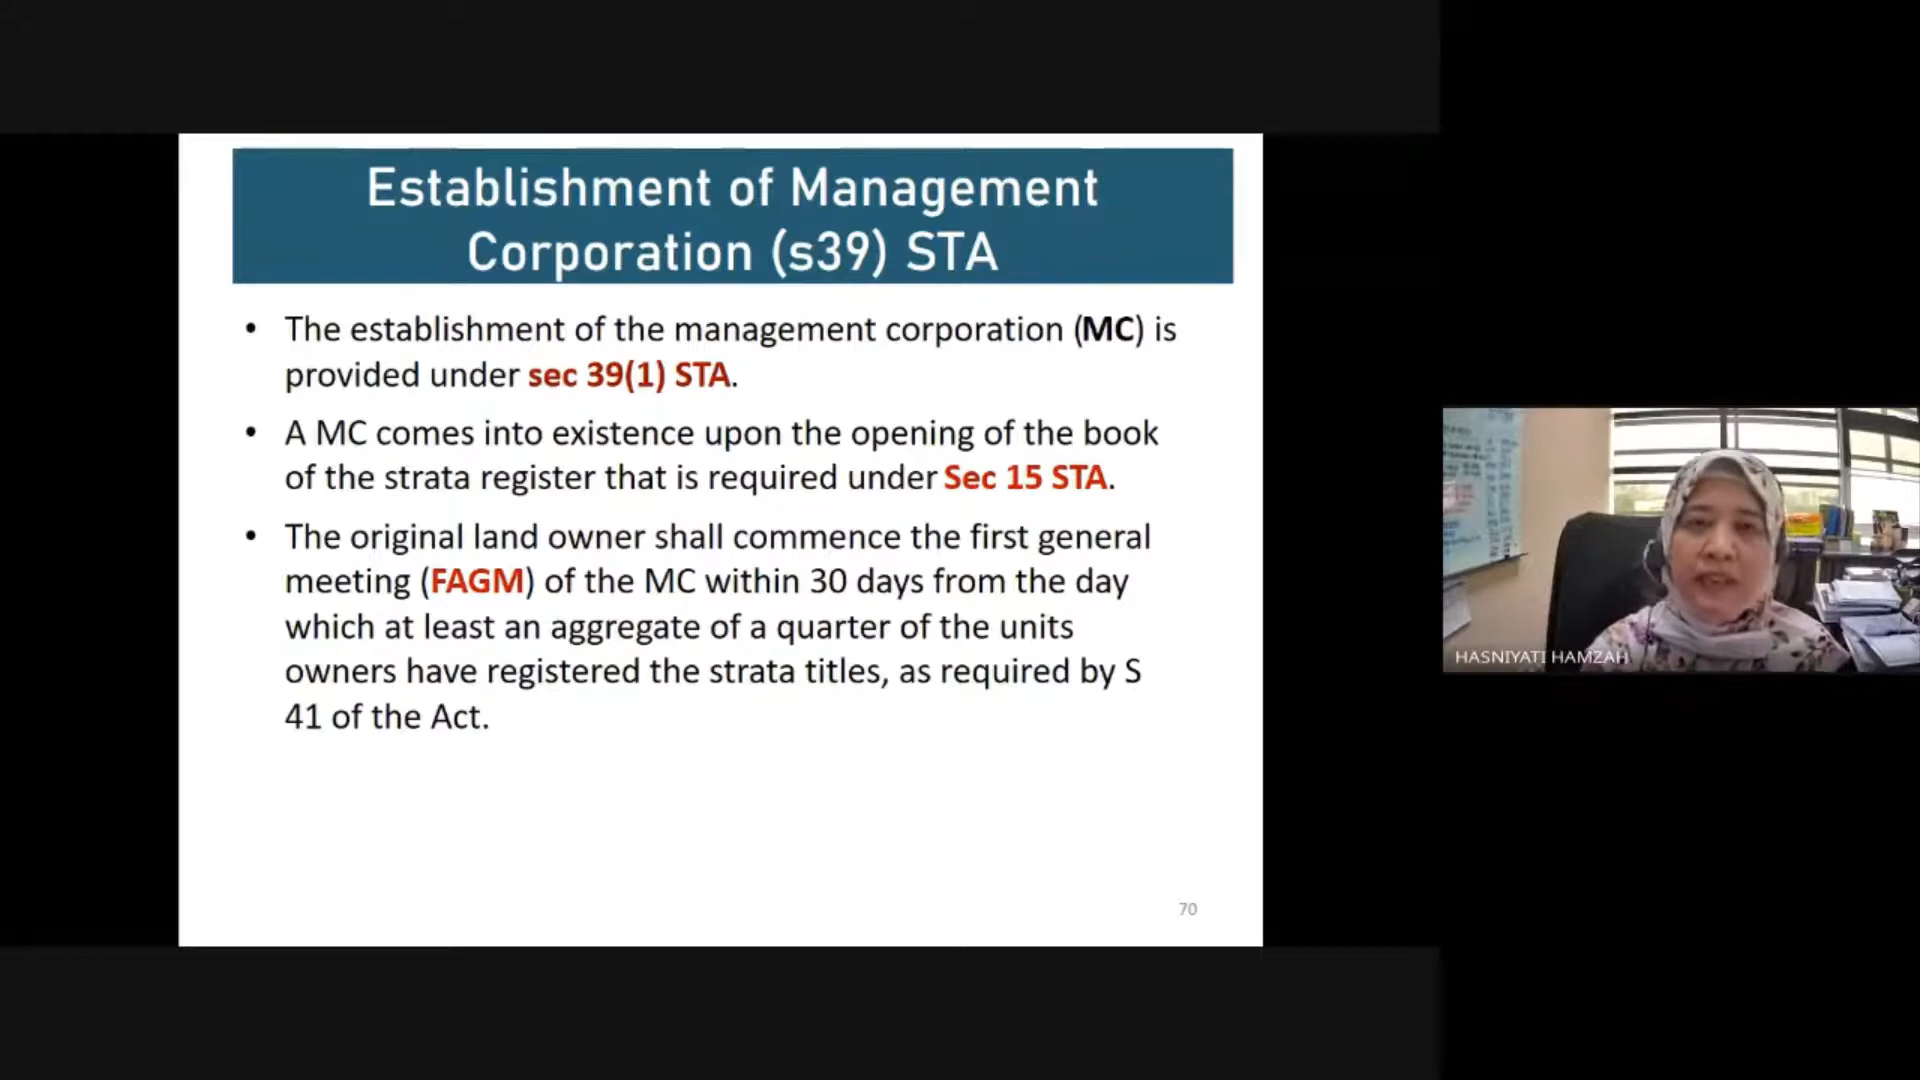 Establishment of Management
Corporation (s39) STA
• The establishment of the management corporation (MC) is
provided under sec 39(1) STA.
• A MC comes into existence upon the opening of the book
of the strata register that is required under Sec 15 STA.
• The original land owner shall commence the first general
meeting (FAGM) of the MC within 30 days from the day
which at least an aggregate of a quarter of the units
owners have registered the strata titles, as required by S
41 of the Act.
70
HASNIYATI HAMZAH